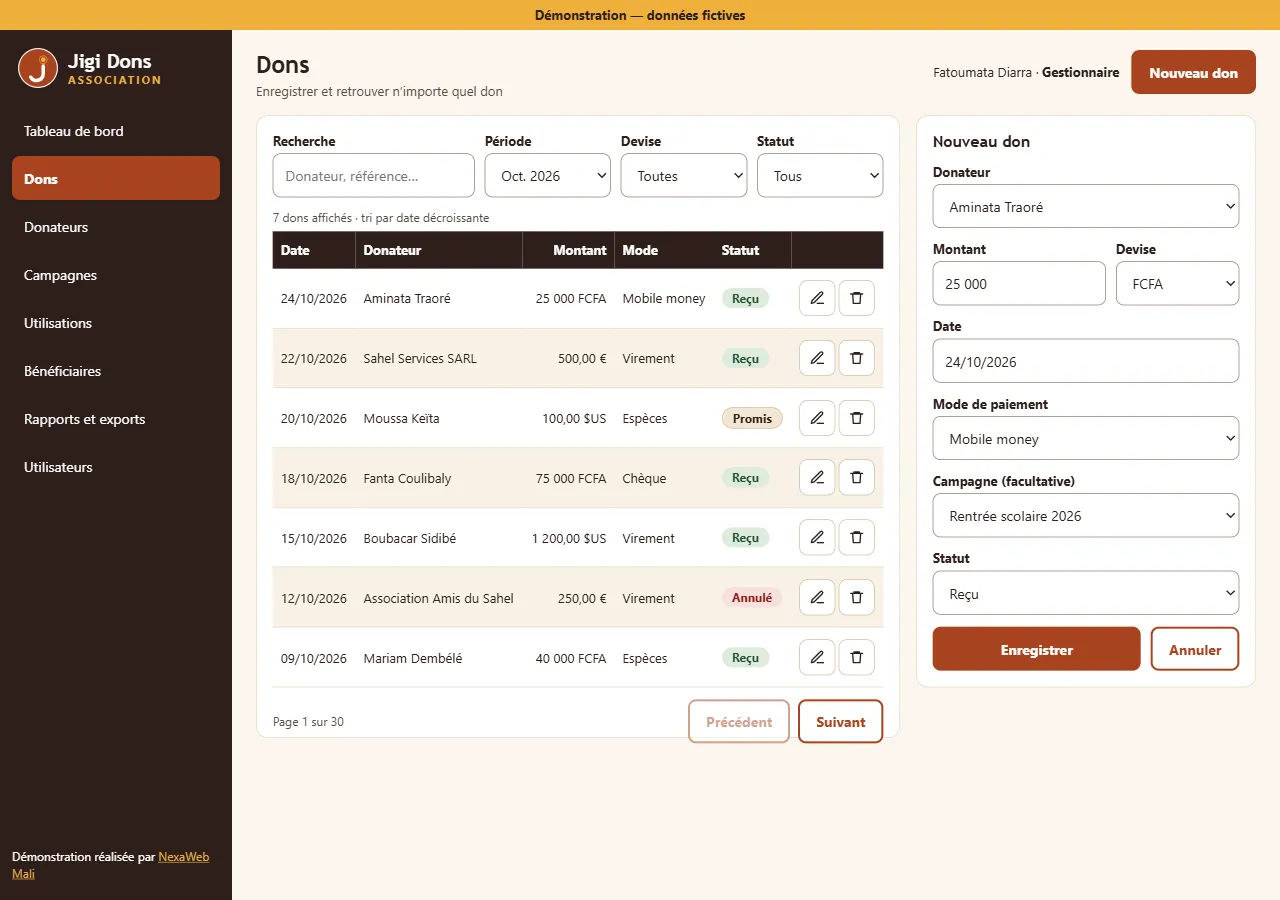 Démonstration — données fictives
Jigi Dons
ASSOCIATION
Tableau de bord
Dons
Donateurs
Campagnes
Utilisations
Bénéficiaires
Rapports et exports
Utilisateurs
Démonstration réalisée par NexaWeb
Mali
Dons
Enregistrer et retrouver n’importe quel don
Fatoumata Diarra · Gestionnaire
Nouveau don
Recherche Période Devise Statut
Donateur, référence... Oct. 2026 Toutes Tous
7 dons affichés · tri par date décroissante
Date Donateur Montant Mode Statut
24/10/2026 Aminata Traoré 25 000 FCFA Mobile money Reçu
22/10/2026 Sahel Services SARL 500,00 € Virement Reçu
20/10/2026 Moussa Keïta 100,00 $US Espèces Promis
18/10/2026 Fanta Coulibaly 75 000 FCFA Chèque Reçu
15/10/2026 Boubacar Sidibé 1 200,00 $US Virement Reçu
12/10/2026 Association Amis du Sahel 250,00 € Virement Annulé
09/10/2026 Mariam Dembélé 40 000 FCFA Espèces Reçu
Page 1 sur 30 Précédent Suivant
Nouveau don
Donateur
Aminata Traoré
Montant Devise
25 000 FCFA
Date
24/10/2026
Mode de paiement
Mobile money
Campagne (facultative)
Rentrée scolaire 2026
Statut
Reçu
Enregistrer Annuler